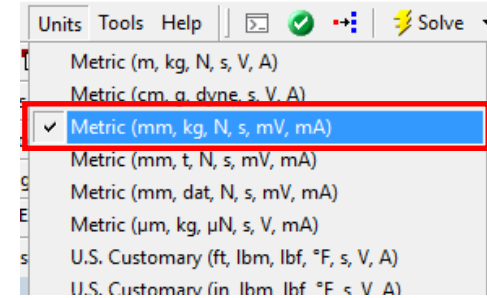 Units Tools Help Solve
Metric (m, kg, N, s, V, A)
Metric (cm, g, dyne, s, V, A)
Metric (mm, kg, N, s, mV, mA)
Metric (mm, t, N, s, mV, mA)
Metric (mm, dat, N, s, mV, mA)
Metric (μm, kg, μN, s, V, mA)
U.S. Customary (ft, lbm, lbf, °F, s, V, A)
U.S. Customary (in, lbm, lbf, °F, s, V, A)